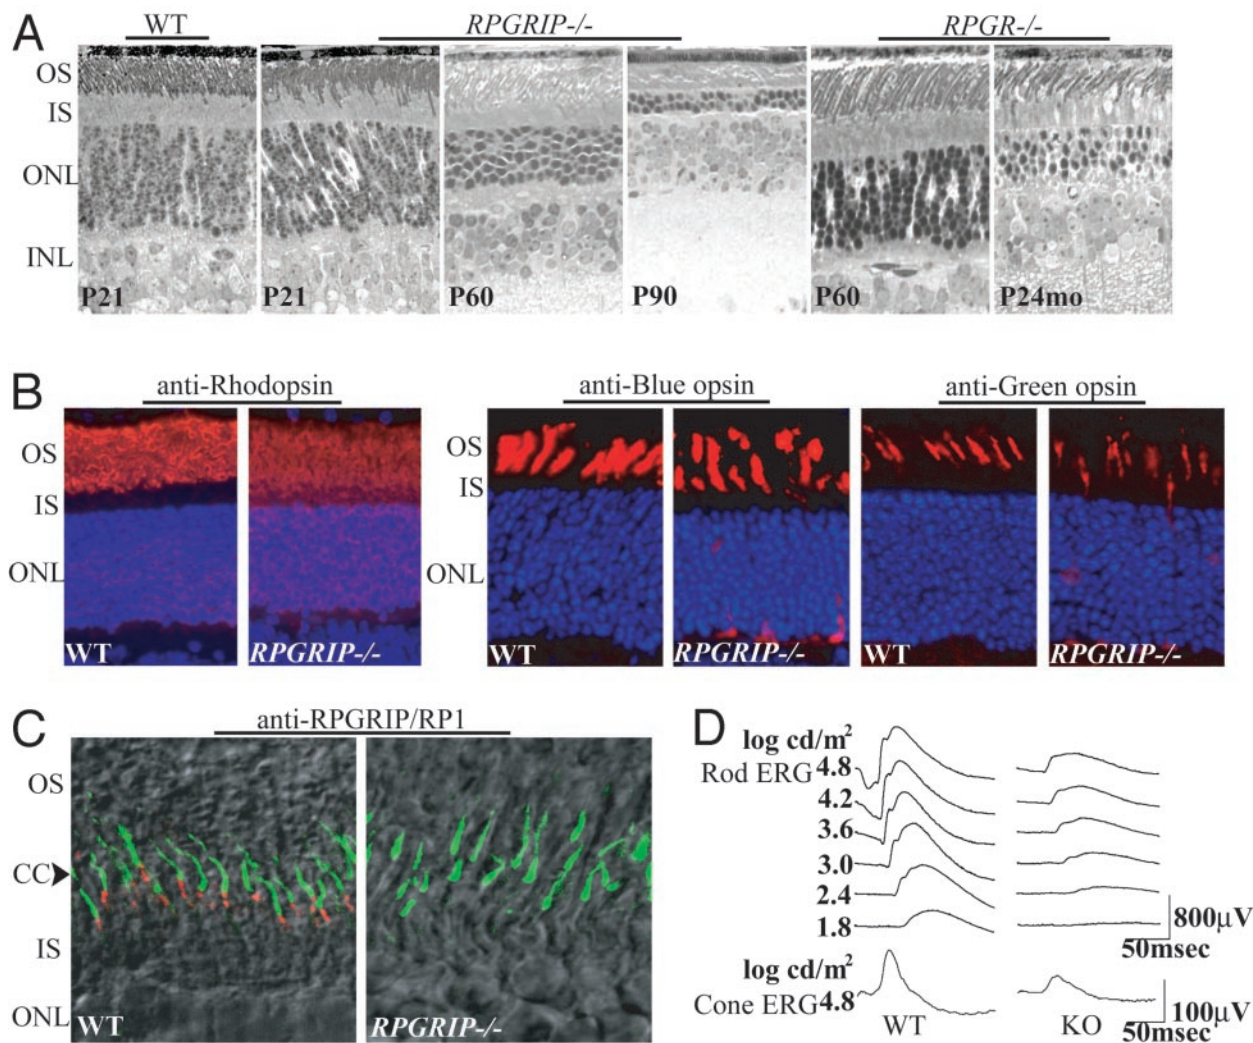 A
WT
RPGRIP-/-
RPGR-/-
OS
IS
ONL
INL
P21
P21
P60
P90
P60
P24mo
B
anti-Rhodopsin
anti-Blue opsin
anti-Green opsin
OS
IS
ONL
OS
IS
ONL
WT
RPGRIP-/-
WT
RPGRIP-/-
WT
RPGRIP-/-
C
anti-RPGRIP/RP1
OS
CC
IS
ONL
WT
RPGRIP-/-
D
log cd/m²
Rod ERG 4.8
4.2
3.6
3.0
2.4
1.8
800µV
50msec
log cd/m²
Cone ERG 4.8
100µV
50msec
WT
KO